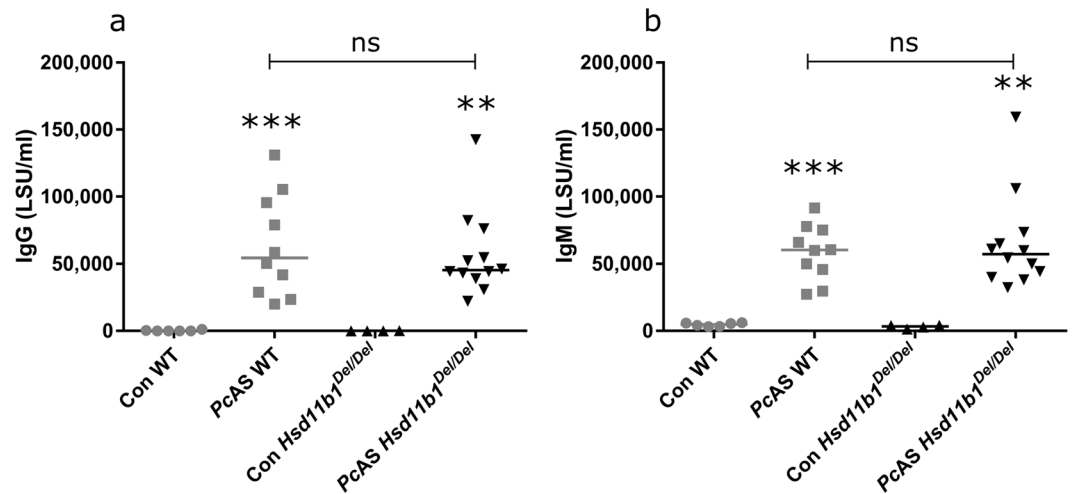 a
ns
200,000
150,000
100,000
50,000
0
IgG (LSU/ml)
***
**
Con WT
PcAS WT
Con Hsd11b1Del/Del
PcAS Hsd11b1Del/Del
b
ns
200,000
150,000
100,000
50,000
0
IgM (LSU/ml)
***
**
Con WT
PcAS WT
Con Hsd11b1Del/Del
PcAS Hsd11b1Del/Del